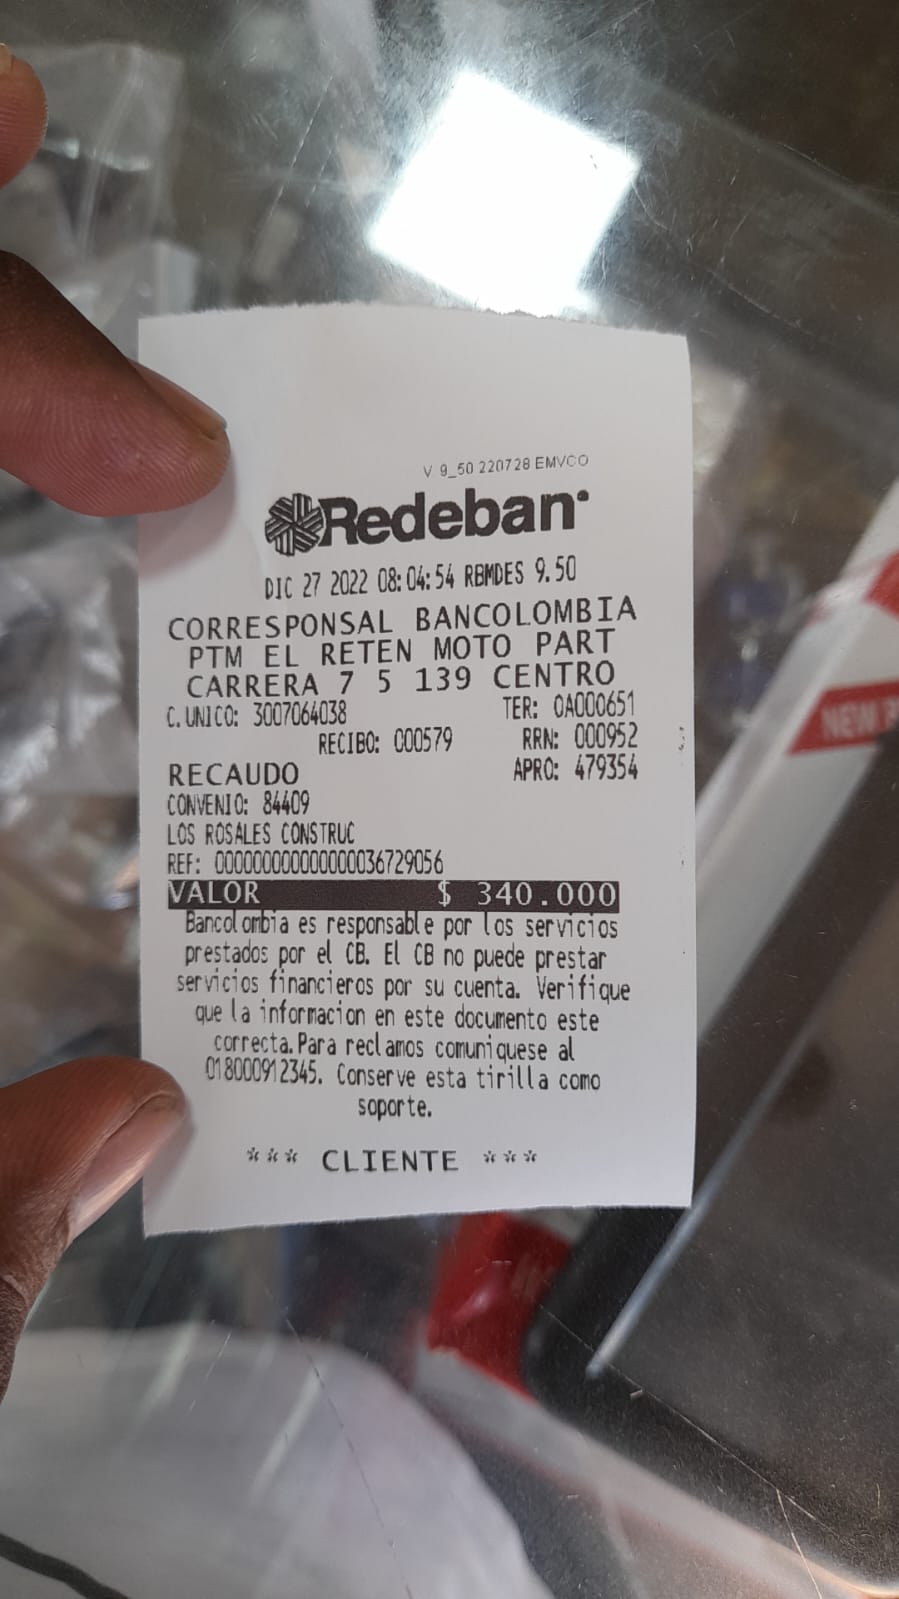 V 9_50 220728 EMVCO
Redeban
DIC 27 2022 08:04:54 RBMDES 9.50
CORRESPONSAL BANCOLOMBIA
PTM EL RETEN MOTO PART
CARRERA 7 5 139 CENTRO
C. UNICO: 3007064038 TER: 0A000651
RECIBO: 000579 RRN: 000952
RECAUDO APRO: 479354
CONVENIO: 84409
LOS ROSALES CONSTRUC
REF: 000000000000000036729056
VALOR $ 340.000
Bancolombia es responsable por los servicios
prestados por el CB. El CB no puede prestar
servicios financieros por su cuenta. Verifique
que la informacion en este documento este
correcta.Para reclamos comuniquese al
018000912345. Conserve esta tirilla como
soporte.
*** CLIENTE ***
NEW